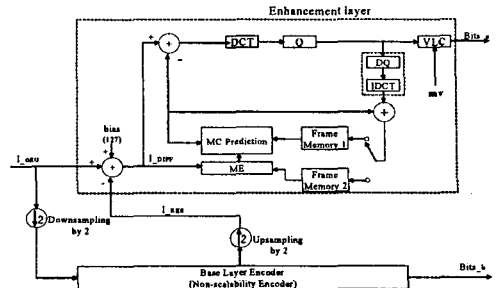 Enhancement layer
+
+
-
DCT
Q
VLC
Bits_e
DQ
IDCT
mv
+
bias
(127)
MC Prediction
Frame
Memory 1
I_ORG
+
+
+
-
I_DIFF
ME
Frame
Memory 2
2
Downsampling
by 2
2
Upsampling
by 2
Base Layer Encoder
(Non-scalability Encoder)
Bits_b